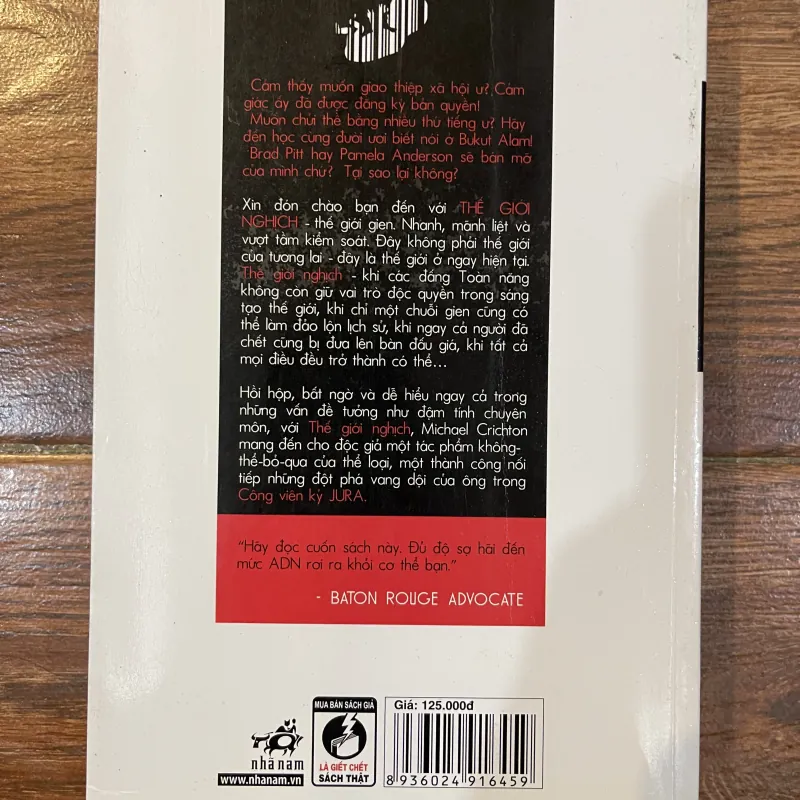 Cảm thấy muốn giao thiệp xã hội ư? Cảm
giác ấy đã được đăng ký bản quyền!
Muốn chửi thề bằng nhiều thứ tiếng ư? Hãy
đến học cùng đười ươi biết nói ở Bukut Alam!
Brad Pitt hay Pamela Anderson sẽ bán mã
của mình chứ? Tại sao lại không?
Xin đón chào bạn đến với THẾ GIỚI
NGHỊCH - thế giới gien. Nhanh, mãnh liệt và
vượt tầm kiểm soát. Đây không phải thế giới
của tương lai - đây là thế giới ở ngay hiện tại.
Thế giới nghịch - khi các đấng Toàn năng
không còn giữ vai trò độc quyền trong sáng
tạo thế giới, khi chỉ một chuỗi gien cũng có
thể làm đảo lộn lịch sử, khi ngay cả người đã
chết cũng bị đưa lên bàn đấu giá, khi tất cả
mọi điều đều trở thành có thể...
Hồi hộp, bất ngờ và dễ hiểu ngay cả trong
những vấn đề tưởng như đậm tính chuyên
môn, với Thế giới nghịch, Michael Crichton
mang đến cho độc giả một tác phẩm không-
thể-bỏ-qua của thể loại, một thành công nối
tiếp những đột phá vang dội của ông trong
Công viên kỷ JURA.
"Hãy đọc cuốn sách này. Đủ độ sợ hãi đến
mức ADN rơi ra khỏi cơ thể bạn."
- BATON ROUGE ADVOCATE
nhã nam
www.nhanam.vn
MUA BÁN SÁCH GIẢ
LÀ GIẾT CHẾT
SÁCH THẬT
Giá: 125.000đ
8 936024 916459